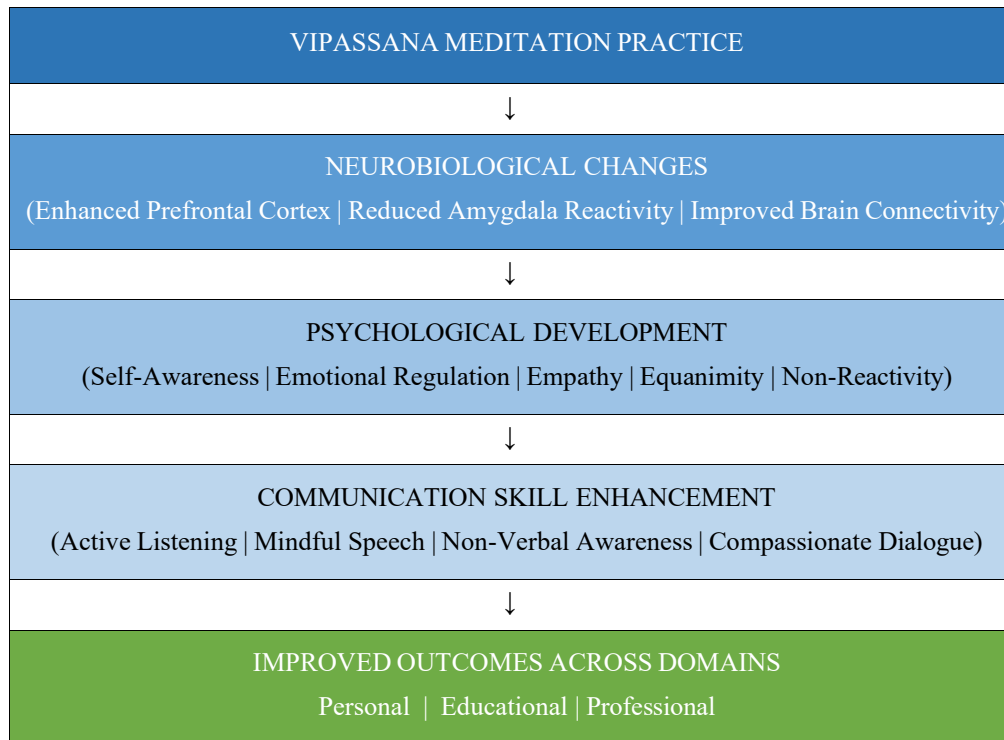 VIPASSANA MEDITATION PRACTICE
↓
NEUROBIOLOGICAL CHANGES
(Enhanced Prefrontal Cortex | Reduced Amygdala Reactivity | Improved Brain Connectivity)
↓
PSYCHOLOGICAL DEVELOPMENT
(Self-Awareness | Emotional Regulation | Empathy | Equanimity | Non-Reactivity)
↓
COMMUNICATION SKILL ENHANCEMENT
(Active Listening | Mindful Speech | Non-Verbal Awareness | Compassionate Dialogue)
↓
IMPROVED OUTCOMES ACROSS DOMAINS
Personal | Educational | Professional